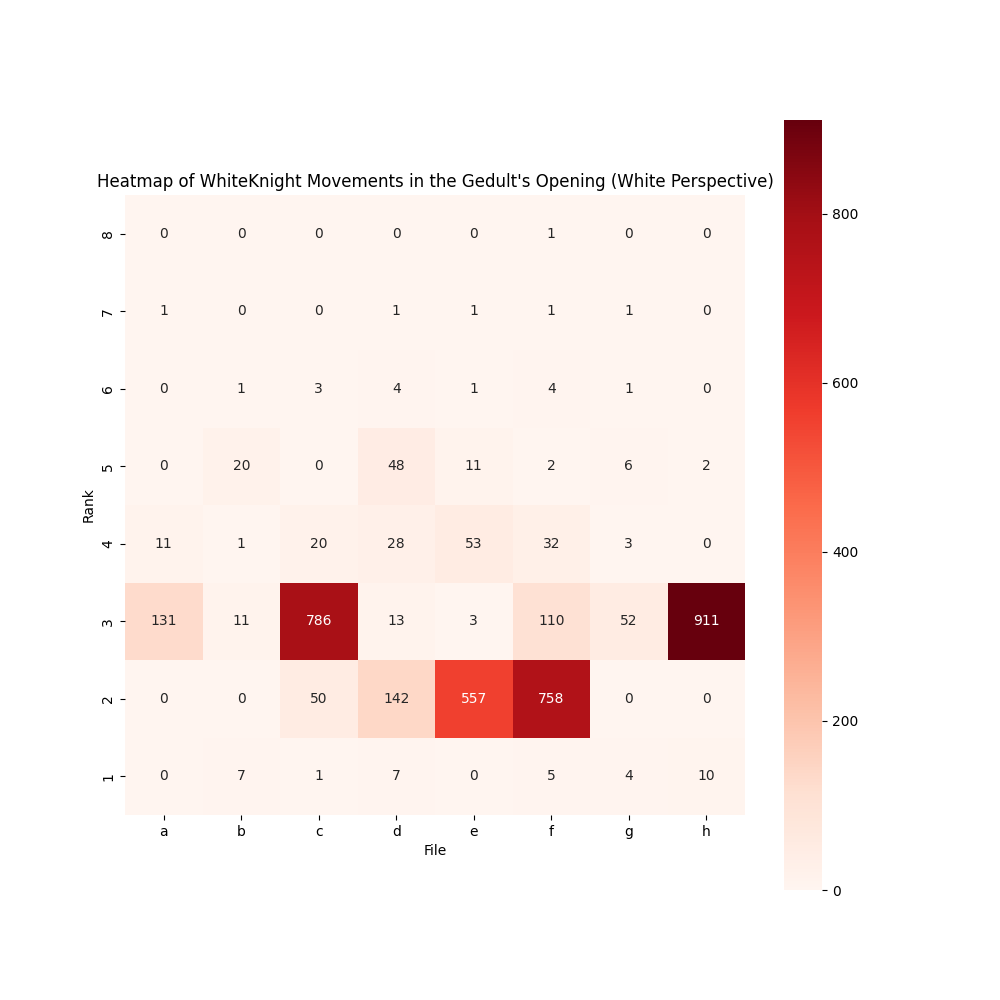 Heatmap of WhiteKnight Movements in the Gedult's Opening (White Perspective)
8 0 0 0 0 0 1 0 0
7 1 0 0 1 1 1 1 0
6 0 1 3 4 1 4 1 0
5 0 20 0 48 11 2 6 2
4 11 1 20 28 53 32 3 0
3 131 11 786 13 3 110 52 911
2 0 0 50 142 557 758 0 0
1 0 7 1 7 0 5 4 10
a b c d e f g h
File
Rank
800
600
400
200
0